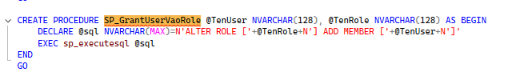 CREATE PROCEDURE SP_GrantUserVaoRole @TenUser NVARCHAR(128), @TenRole NVARCHAR(128) AS BEGIN
DECLARE @sql NVARCHAR(MAX)=N'ALTER ROLE ['+@TenRole+N'] ADD MEMBER ['+@TenUser+N']'
EXEC sp_executesql @sql
END
GO